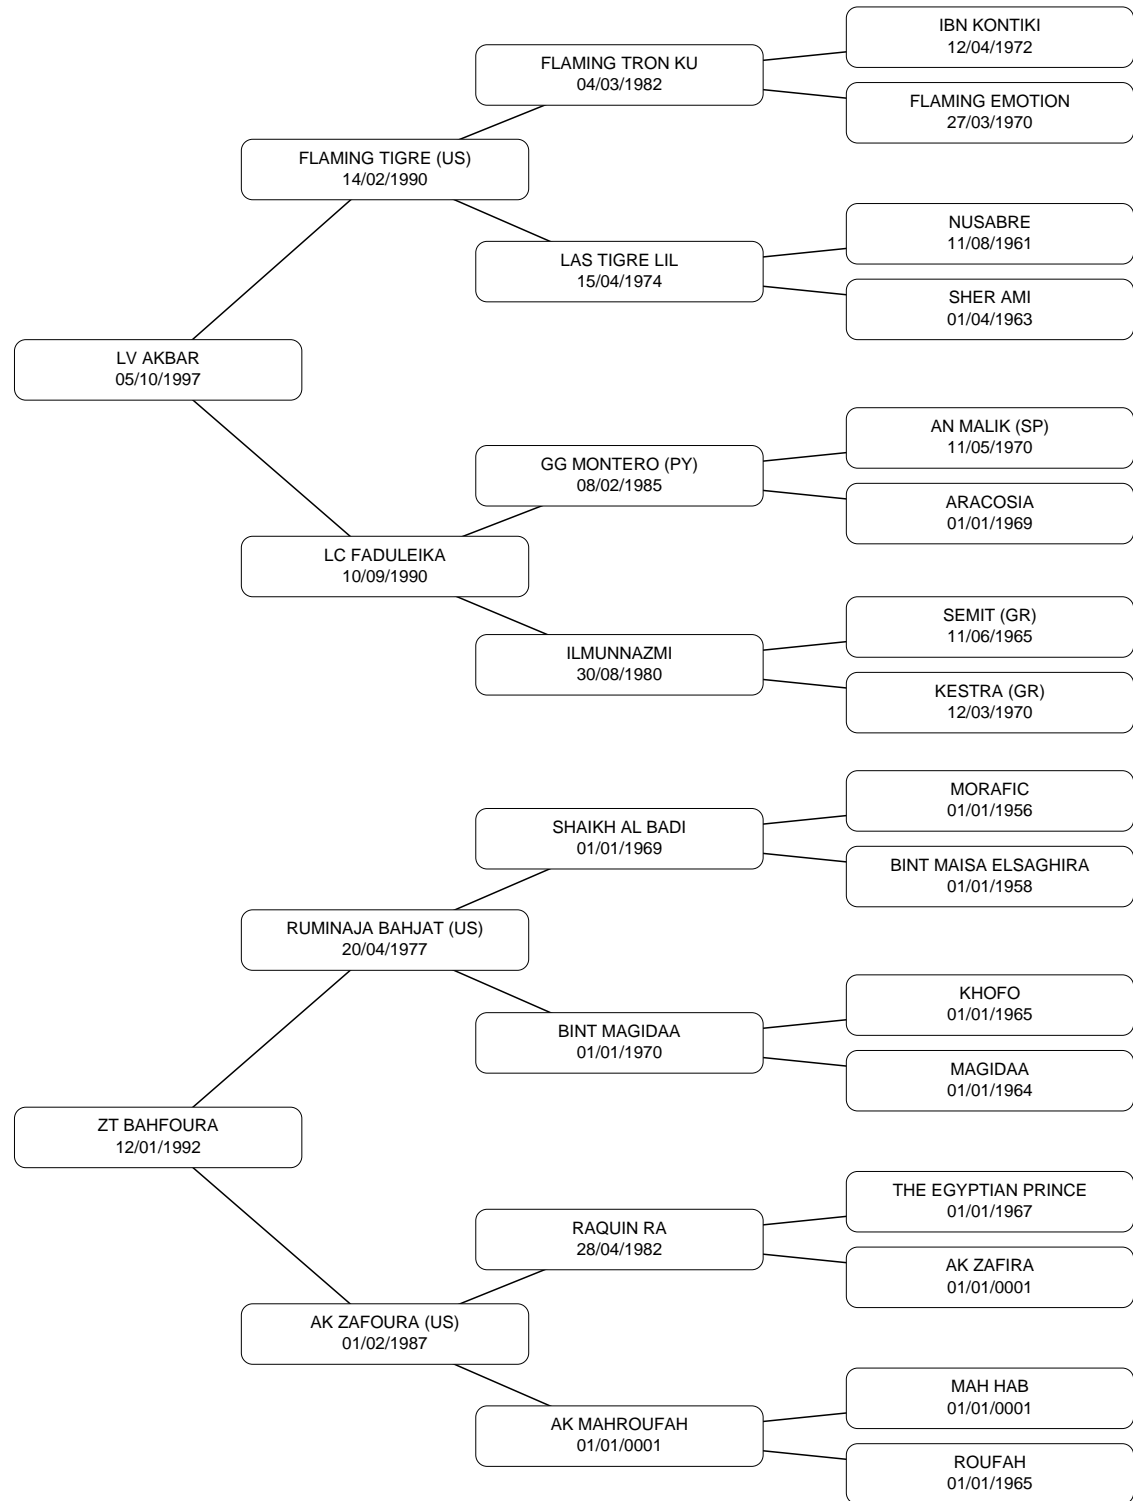 IBN KONTIKI
12/04/1972
FLAMING TRON KU
04/03/1982
FLAMING EMOTION
27/03/1970
FLAMING TIGRE (US)
14/02/1990
NUSABRE
11/08/1961
LAS TIGRE LIL
15/04/1974
SHER AMI
01/04/1963
LV AKBAR
05/10/1997
AN MALIK (SP)
11/05/1970
GG MONTERO (PY)
08/02/1985
ARACOSIA
01/01/1969
LC FADULEIKA
10/09/1990
SEMIT (GR)
11/06/1965
ILMUNNAZMI
30/08/1980
KESTRA (GR)
12/03/1970
MORAFIC
01/01/1956
SHAIKH AL BADI
01/01/1969
BINT MAISA ELSAGHIRA
01/01/1958
RUMINAJA BAHJAT (US)
20/04/1977
KHOFO
01/01/1965
BINT MAGIDAA
01/01/1970
MAGIDAA
01/01/1964
ZT BAHFOURA
12/01/1992
THE EGYPTIAN PRINCE
01/01/1967
RAQUIN RA
28/04/1982
AK ZAFIRA
01/01/0001
AK ZAFOURA (US)
01/02/1987
MAH HAB
01/01/0001
AK MAHROUFAH
01/01/0001
ROUFAH
01/01/1965